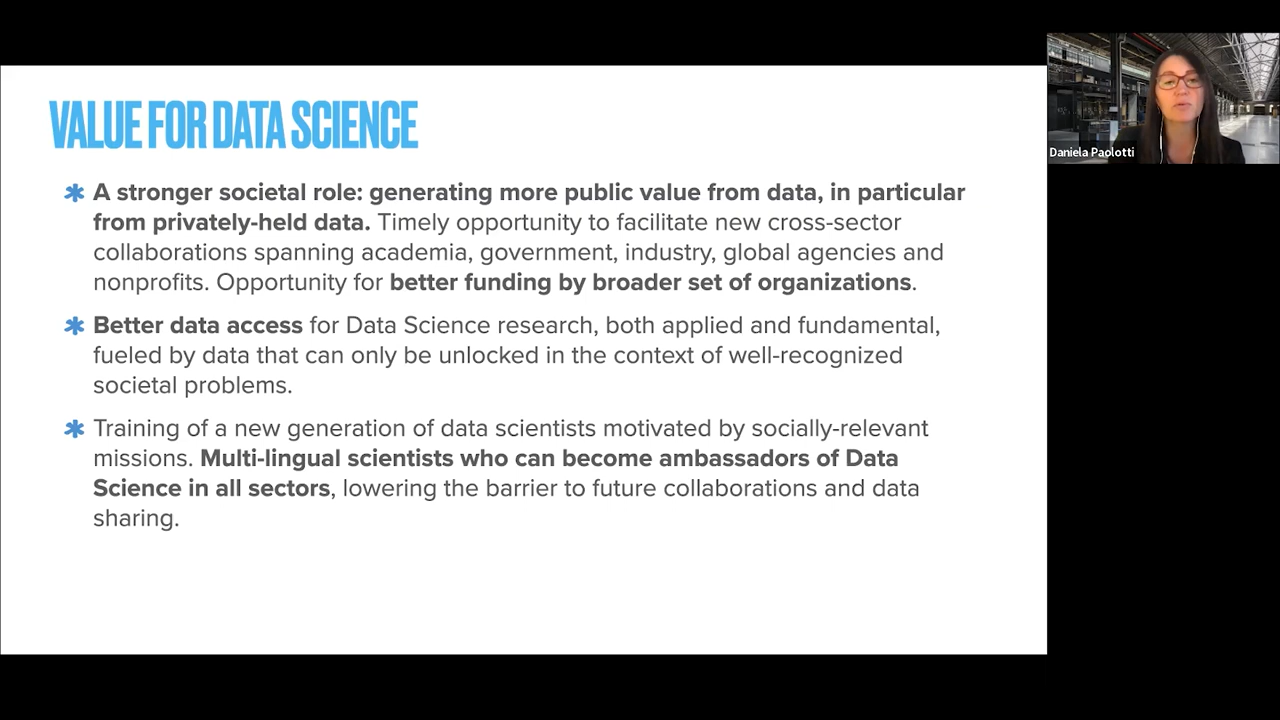 VALUE FOR DATA SCIENCE
A stronger societal role: generating more public value from data, in particular
from privately-held data. Timely opportunity to facilitate new cross-sector
collaborations spanning academia, government, industry, global agencies and
nonprofits. Opportunity for better funding by broader set of organizations.
Better data access for Data Science research, both applied and fundamental,
fueled by data that can only be unlocked in the context of well-recognized
societal problems.
Training of a new generation of data scientists motivated by socially-relevant
missions. Multi-lingual scientists who can become ambassadors of Data
Science in all sectors, lowering the barrier to future collaborations and data
sharing.
Daniela Paolotti